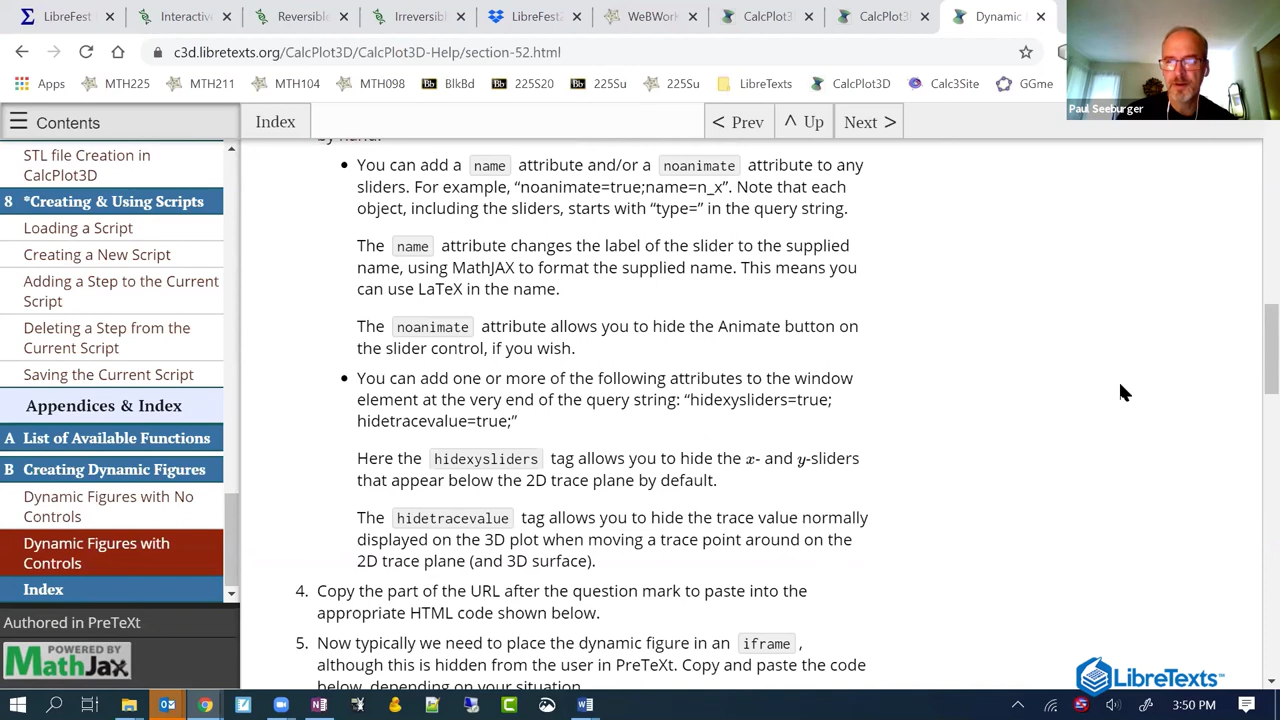 LibreFest
Interactive
Reversible
Irreversibl
LibreFest2
WeBWork
CalcPlot3D
CalcPlot3D
Dynamic
c3d.libretexts.org/CalcPlot3D/CalcPlot3D-Help/section-52.html
Apps MTH225 MTH211 MTH104 MTH098 BlkBd 225S20 225Su 225Su LibreTexts CalcPlot3D Calc3Site GGme
Paul Seeburger
Contents
Index
< Prev
^ Up
Next >
STL file Creation in
CalcPlot3D
8 *Creating & Using Scripts
Loading a Script
Creating a New Script
Adding a Step to the Current
Script
Deleting a Step from the
Current Script
Saving the Current Script
Appendices & Index
A List of Available Functions
B Creating Dynamic Figures
Dynamic Figures with No
Controls
Dynamic Figures with
Controls
Index
Authored in PreTeXt
POWERED BY
MathJax
by hand.
• You can add a name attribute and/or a noanimate attribute to any
sliders. For example, “noanimate=true;name=n_x”. Note that each
object, including the sliders, starts with “type=” in the query string.
The name attribute changes the label of the slider to the supplied
name, using MathJAX to format the supplied name. This means you
can use LaTeX in the name.
The noanimate attribute allows you to hide the Animate button on
the slider control, if you wish.
• You can add one or more of the following attributes to the window
element at the very end of the query string: “hidexysliders=true;
hidetracevalue=true;”
Here the hidexysliders tag allows you to hide the x- and y-sliders
that appear below the 2D trace plane by default.
The hidetracevalue tag allows you to hide the trace value normally
displayed on the 3D plot when moving a trace point around on the
2D trace plane (and 3D surface).
4. Copy the part of the URL after the question mark to paste into the
appropriate HTML code shown below.
5. Now typically we need to place the dynamic figure in an iframe ,
although this is hidden from the user in PreTeXt. Copy and paste the code
below, depending on your situation.
LibreTexts™
3:50 PM